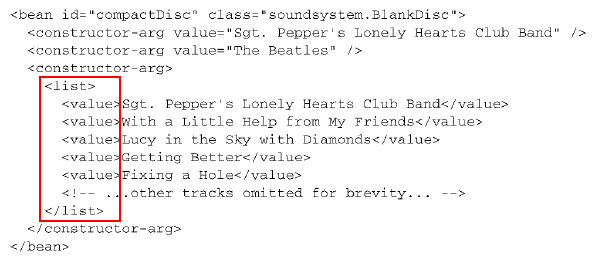 <bean id="compactDisc" class="soundsystem.BlankDisc">
  <constructor-arg value="Sgt. Pepper's Lonely Hearts Club Band" />
  <constructor-arg value="The Beatles" />
  <constructor-arg>
    <list>
      <value>Sgt. Pepper's Lonely Hearts Club Band</value>
      <value>With a Little Help from My Friends</value>
      <value>Lucy in the Sky with Diamonds</value>
      <value>Getting Better</value>
      <value>Fixing a Hole</value>
      <!-- ...other tracks omitted for brevity... -->
    </list>
  </constructor-arg>
</bean>